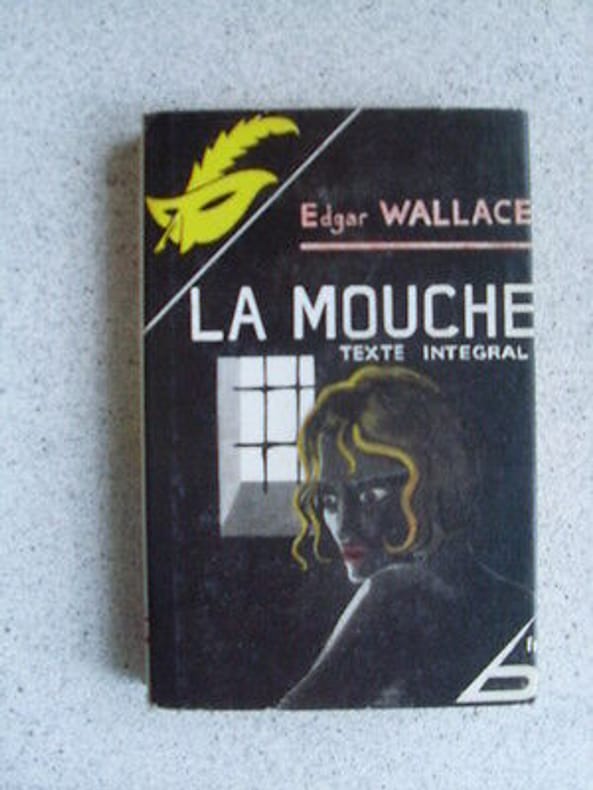 Edgar WALLACE
LA MOUCHE
TEXTE INTEGRAL